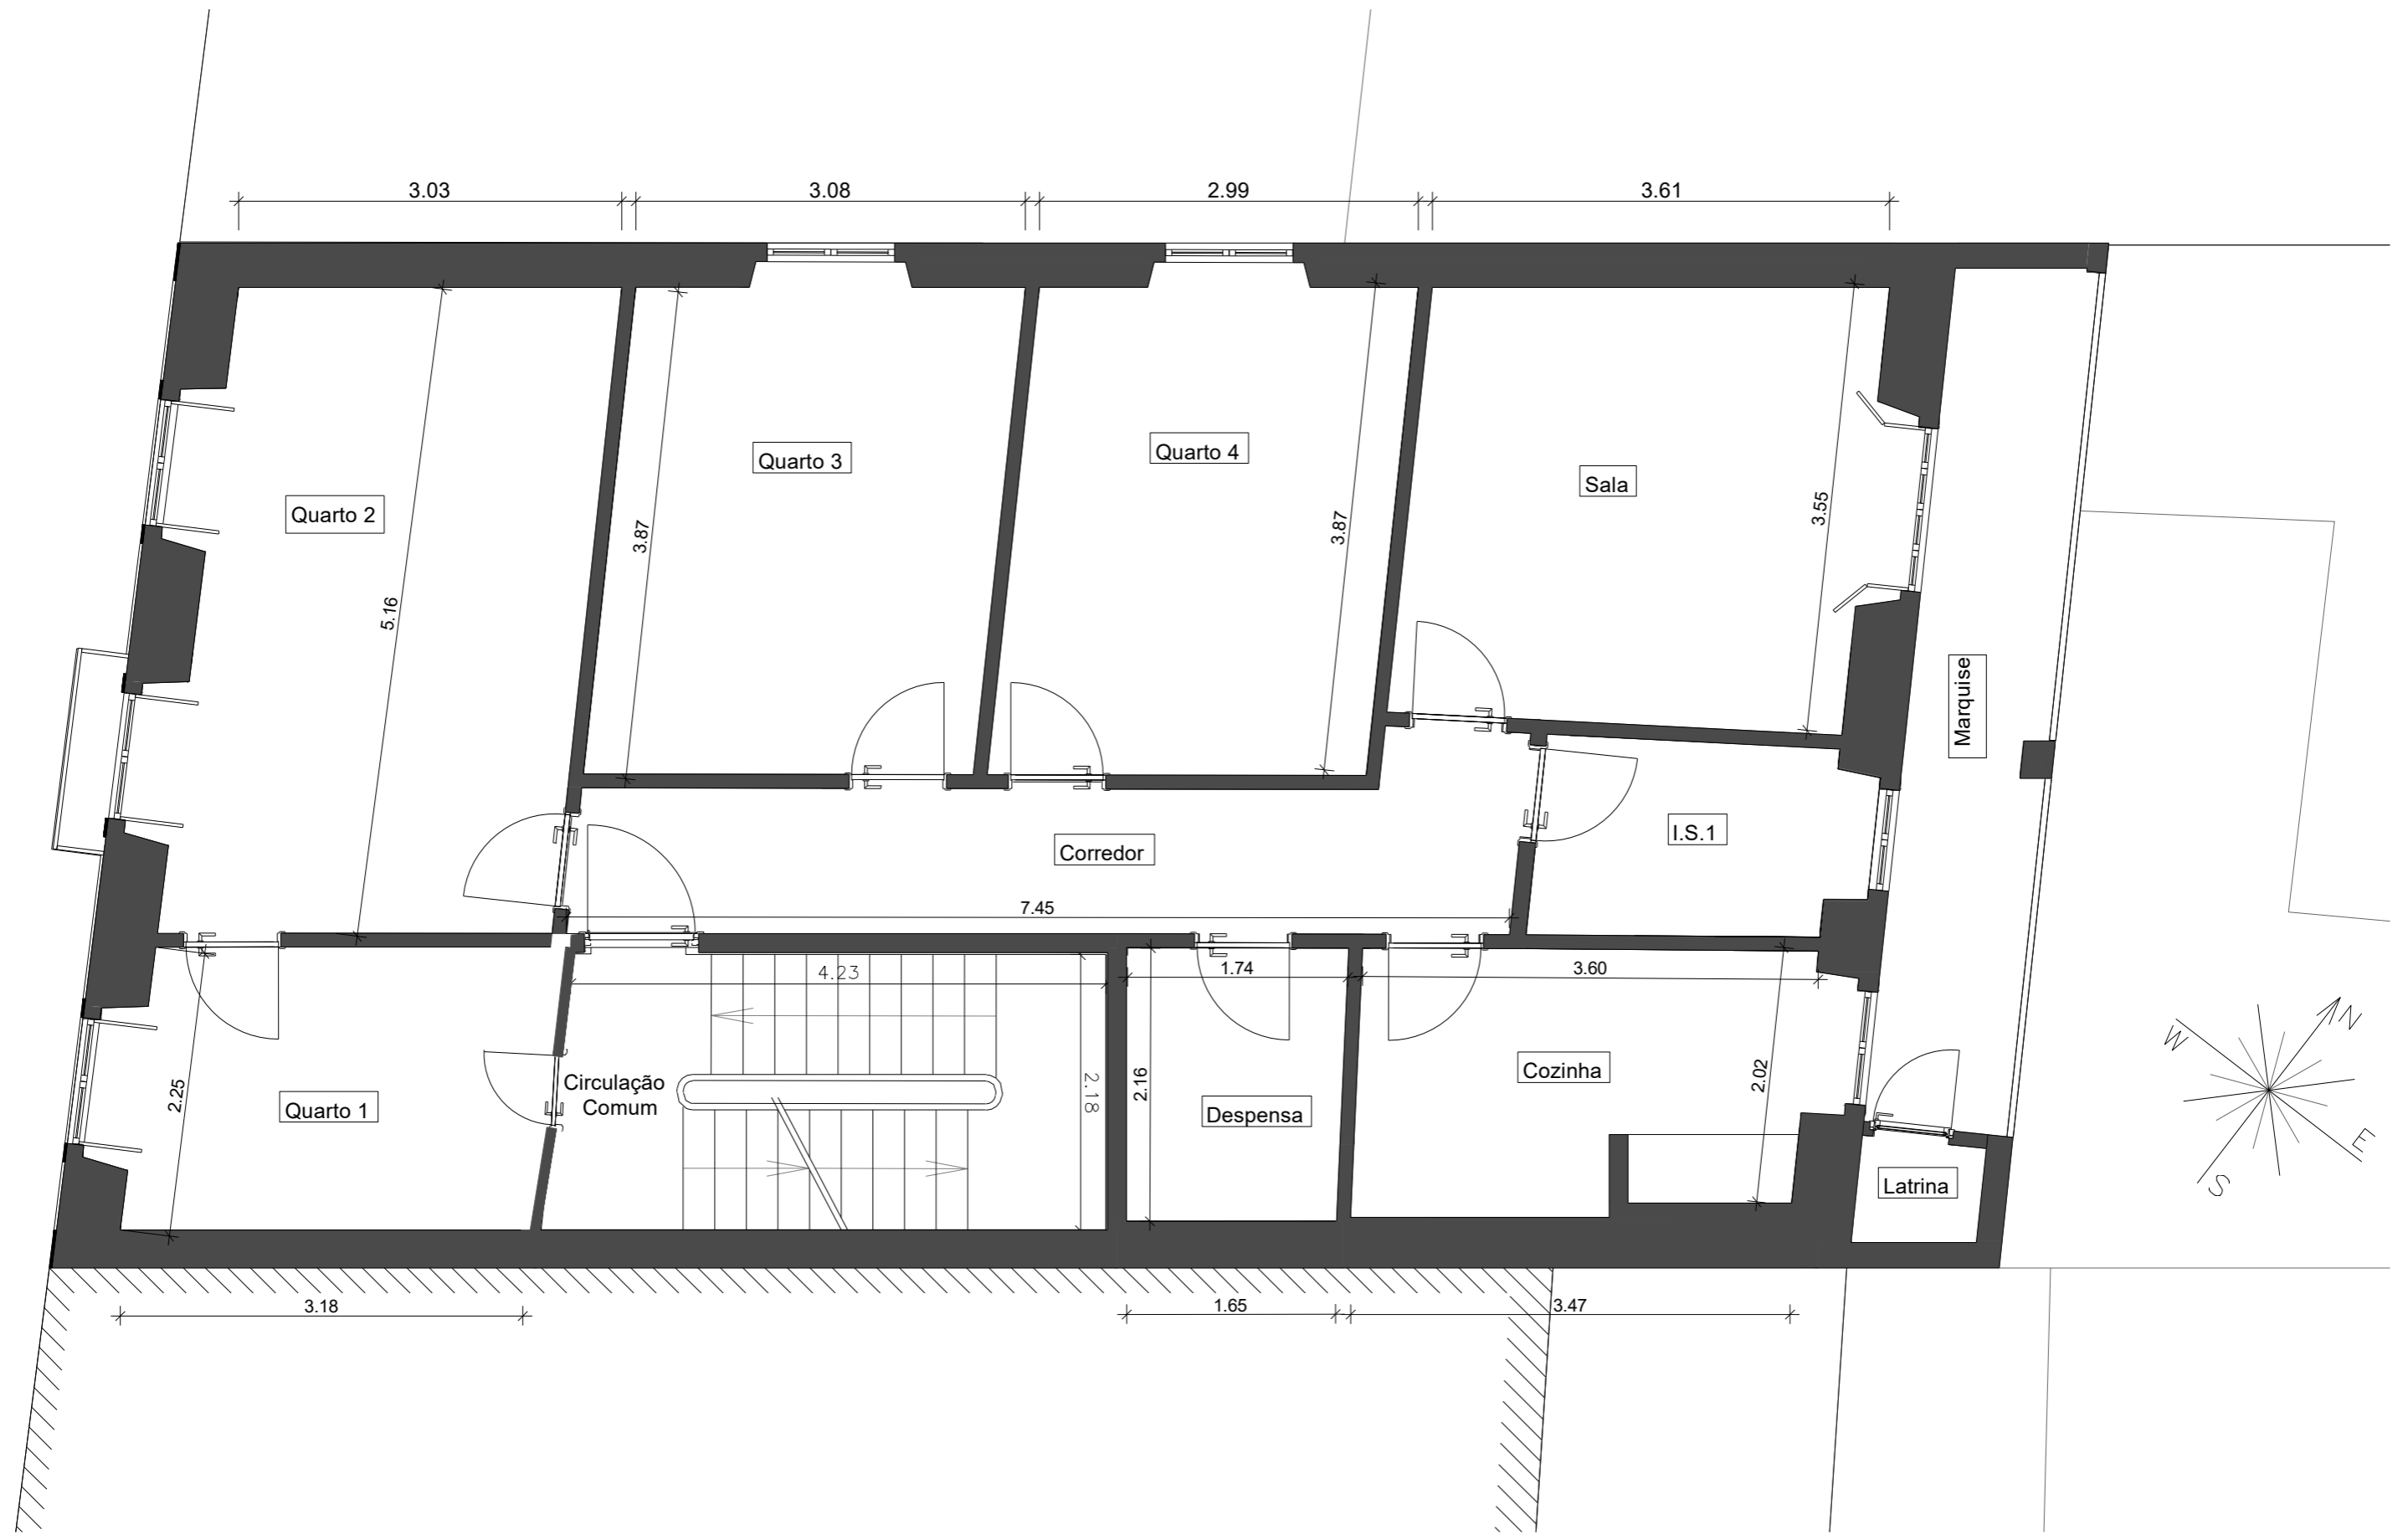 3.03
3.08
2.99
3.61
Quarto 2
Quarto 3
Quarto 4
Sala
3.87
3.87
3.55
5.16
Marquise
Corredor
I.S.1
7.45
4.23
1.74
3.60
2.25
Quarto 1
Circulação
Comum
2.18
2.16
Despensa
Cozinha
2.02
Latrina
N
W
E
S
3.18
1.65
3.47